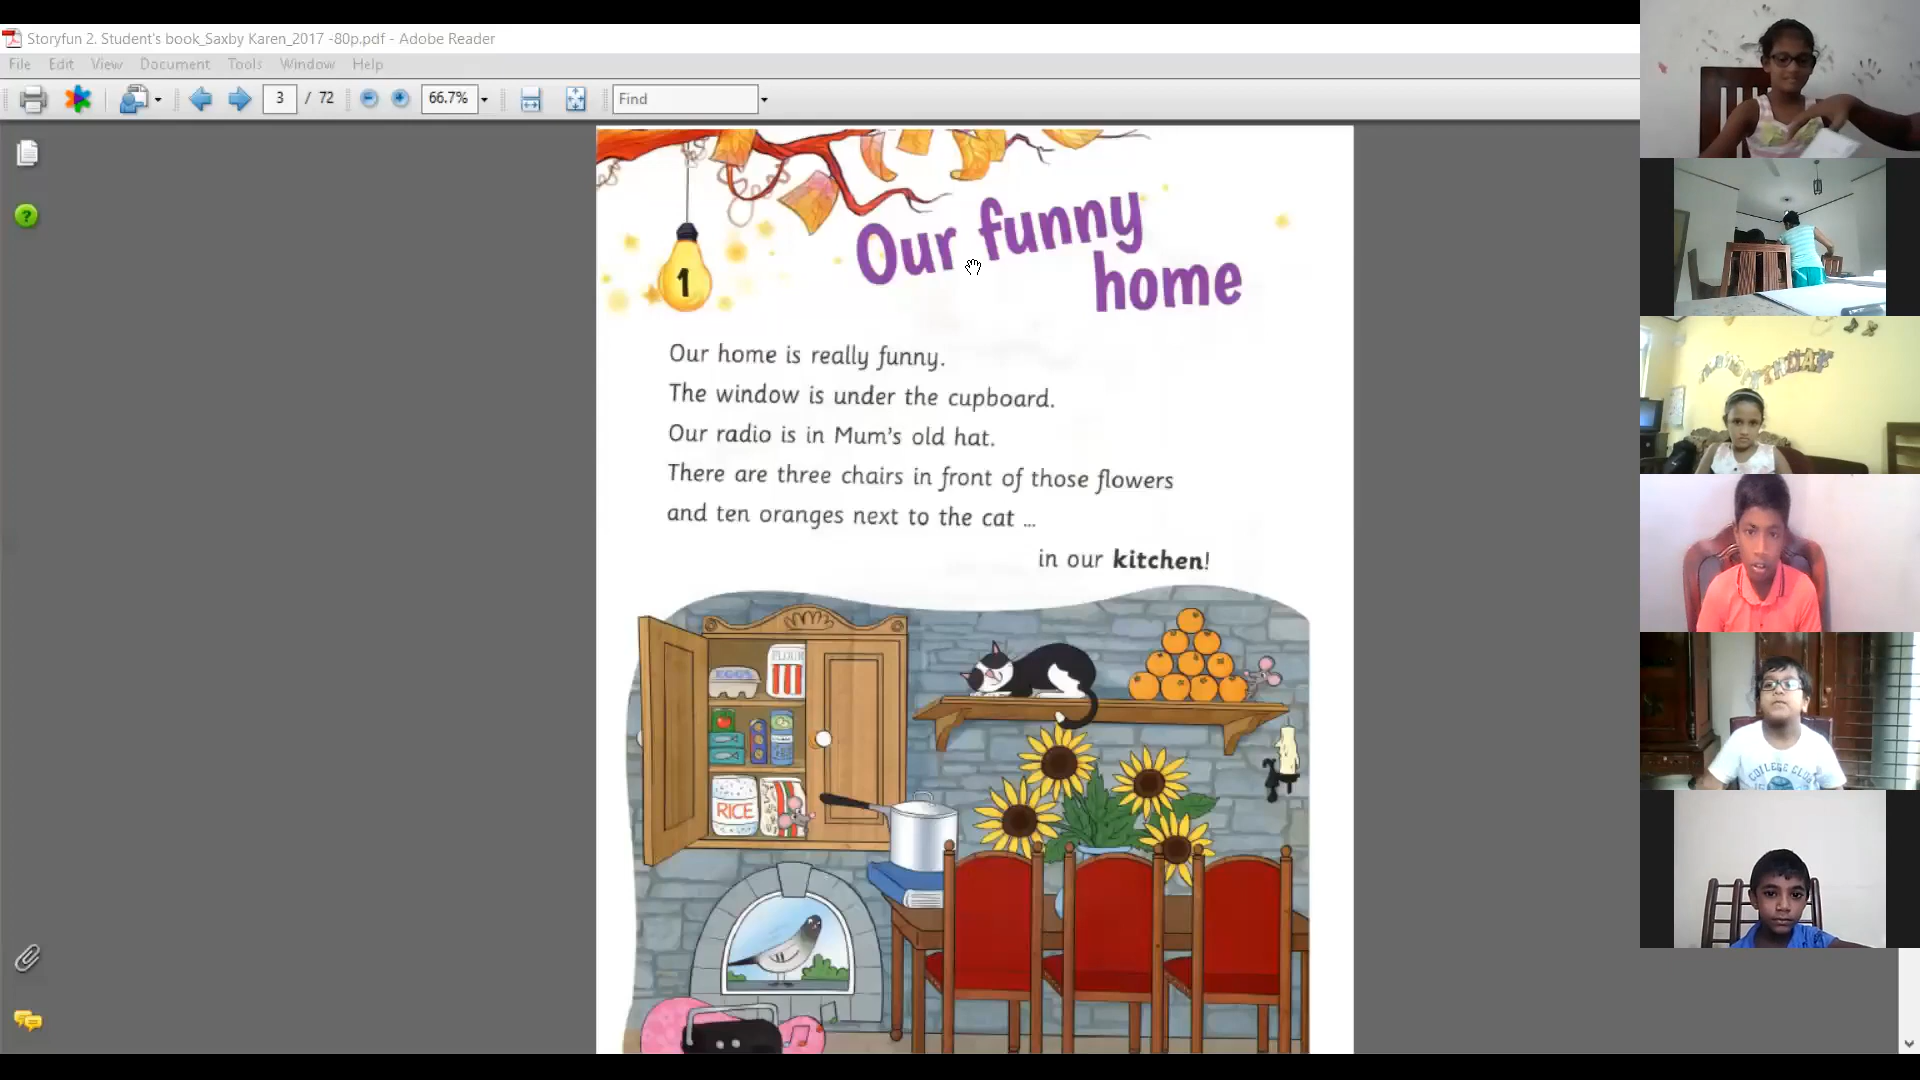 Storyfun 2. Student's book_Saxby Karen_2017 -80p.pdf - Adobe Reader
File Edit View Document Tools Window Help
3 / 72 66.7% Find
1
Our funny
home
Our home is really funny.
The window is under the cupboard.
Our radio is in Mum's old hat.
There are three chairs in front of those flowers
and ten oranges next to the cat ...
in our kitchen!
EGGS
FLOUR
RICE
COLLEGE CLUB